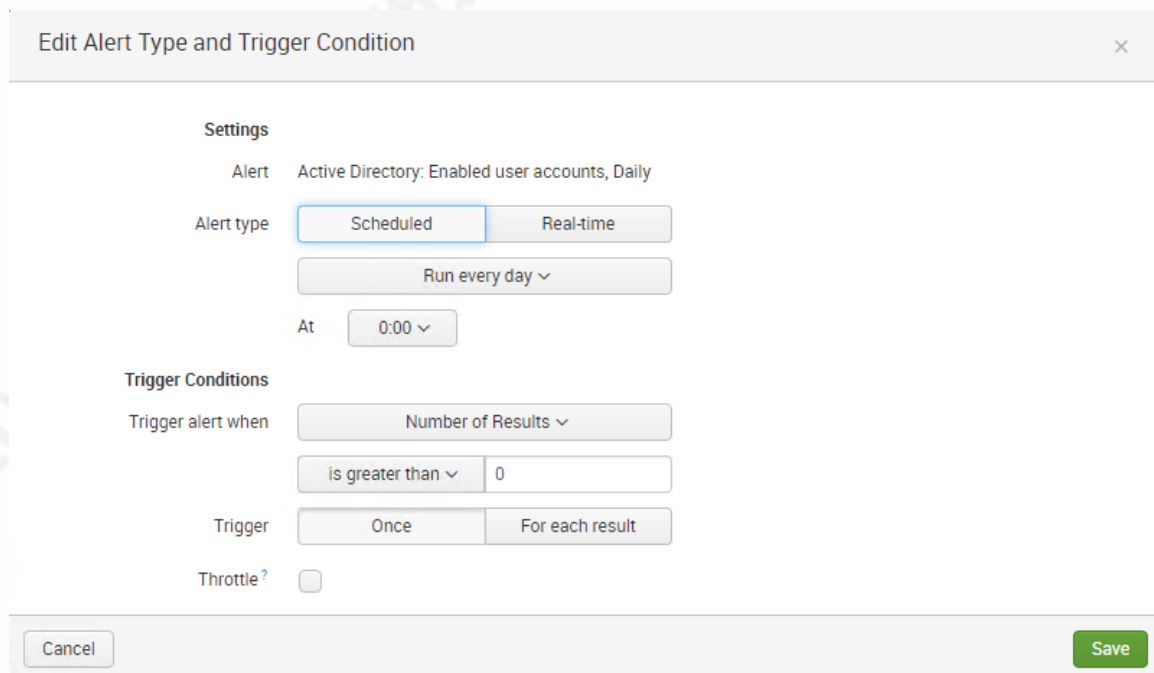 Edit Alert Type and Trigger Condition
Settings
Alert Active Directory: Enabled user accounts, Daily
Alert type Scheduled Real-time
Run every day
At 0:00
Trigger Conditions
Trigger alert when Number of Results
is greater than 0
Trigger Once For each result
Throttle ?
Cancel Save